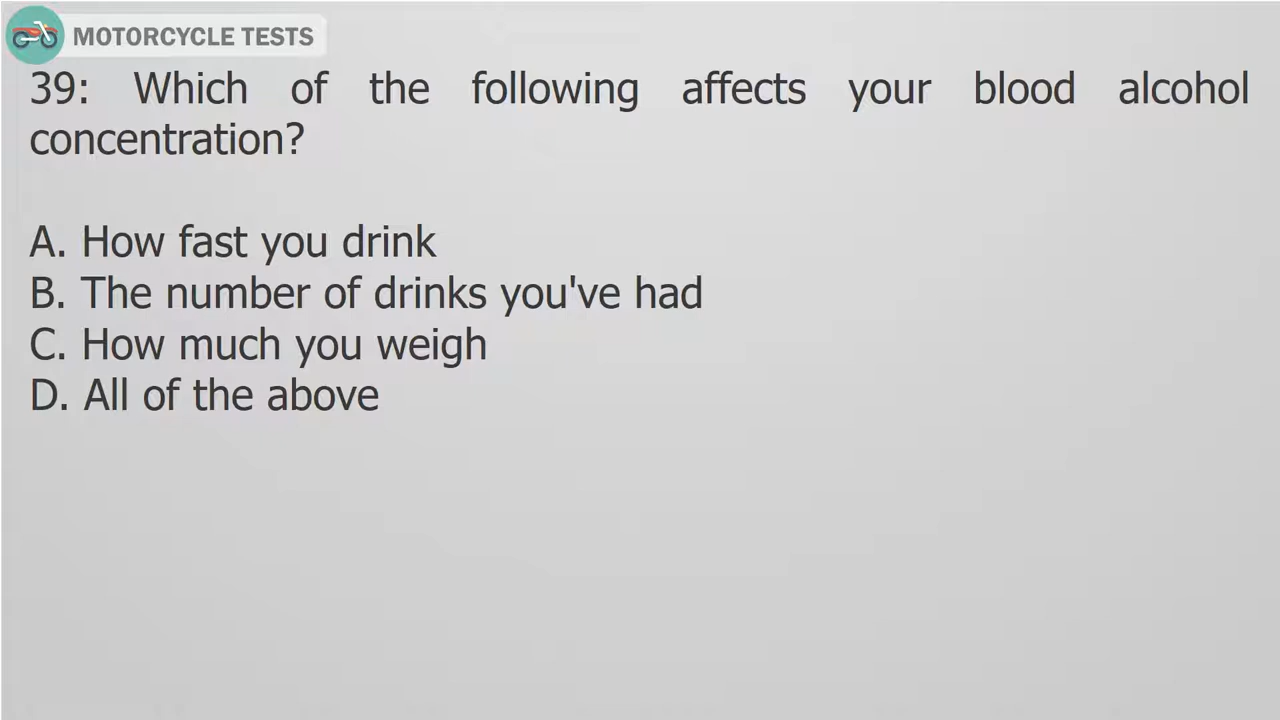 MOTORCYCLE TESTS
39: Which of the following affects your blood alcohol
concentration?
A. How fast you drink
B. The number of drinks you've had
C. How much you weigh
D. All of the above